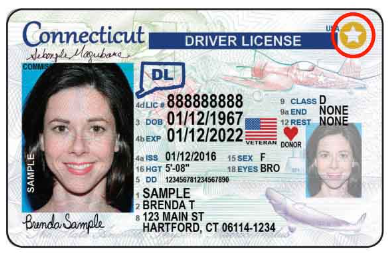 Connecticut
USA
DRIVER LICENSE
COMMISSIONER
DL
4d LIC # 888888888
9 CLASS D
3 DOB 01/12/1967
9a END NONE
4b EXP 01/12/2022
12 REST NONE
VETERAN
DONOR
4a ISS 01/12/2016 15 SEX F
16 HGT 5'-08" 18 EYES BRO
5 DD 123456781234567890
1 SAMPLE
2 BRENDA T
8 123 MAIN ST
HARTFORD, CT 06114-1234
SAMPLE
Brenda Sample